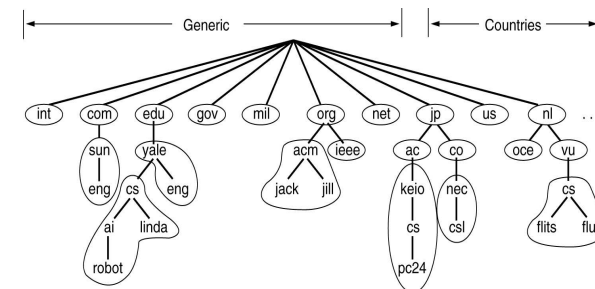 Generic Countries
int com edu gov mil org net jp us nl . .
sun yale acm ieee ac co oce vu
eng cs eng jack jill keio nec cs
ai linda cs csl flits flu
robot pc24